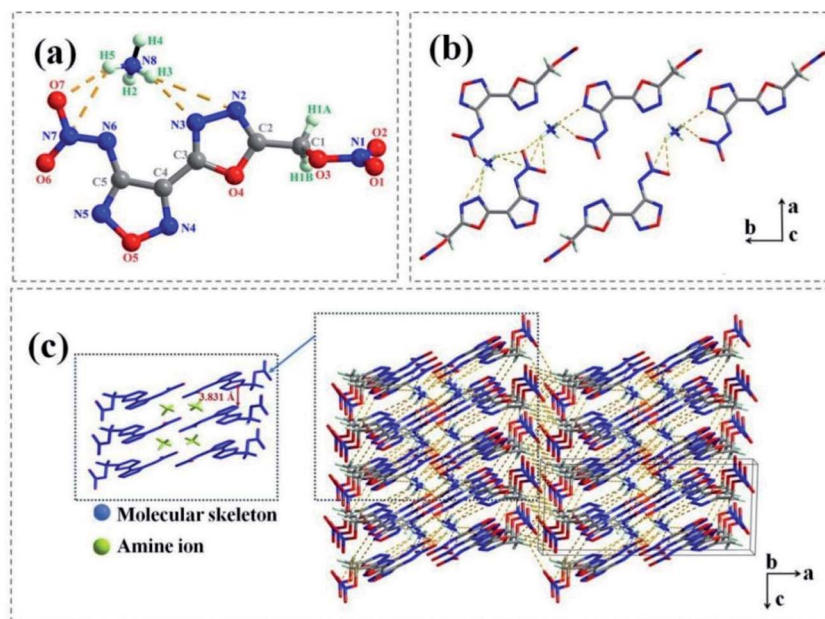 (a)
H4
H5
N8
H3
O7
H2
N2
N7
N6
N3
H1A
C2
O2
C1
N1
O6
C3
O3
C5
C4
O4
H1B
O1
N5
N4
O5
(b)
a
b
c
(c)
3.831 Å
Molecular skeleton
Amine ion
b
a
c